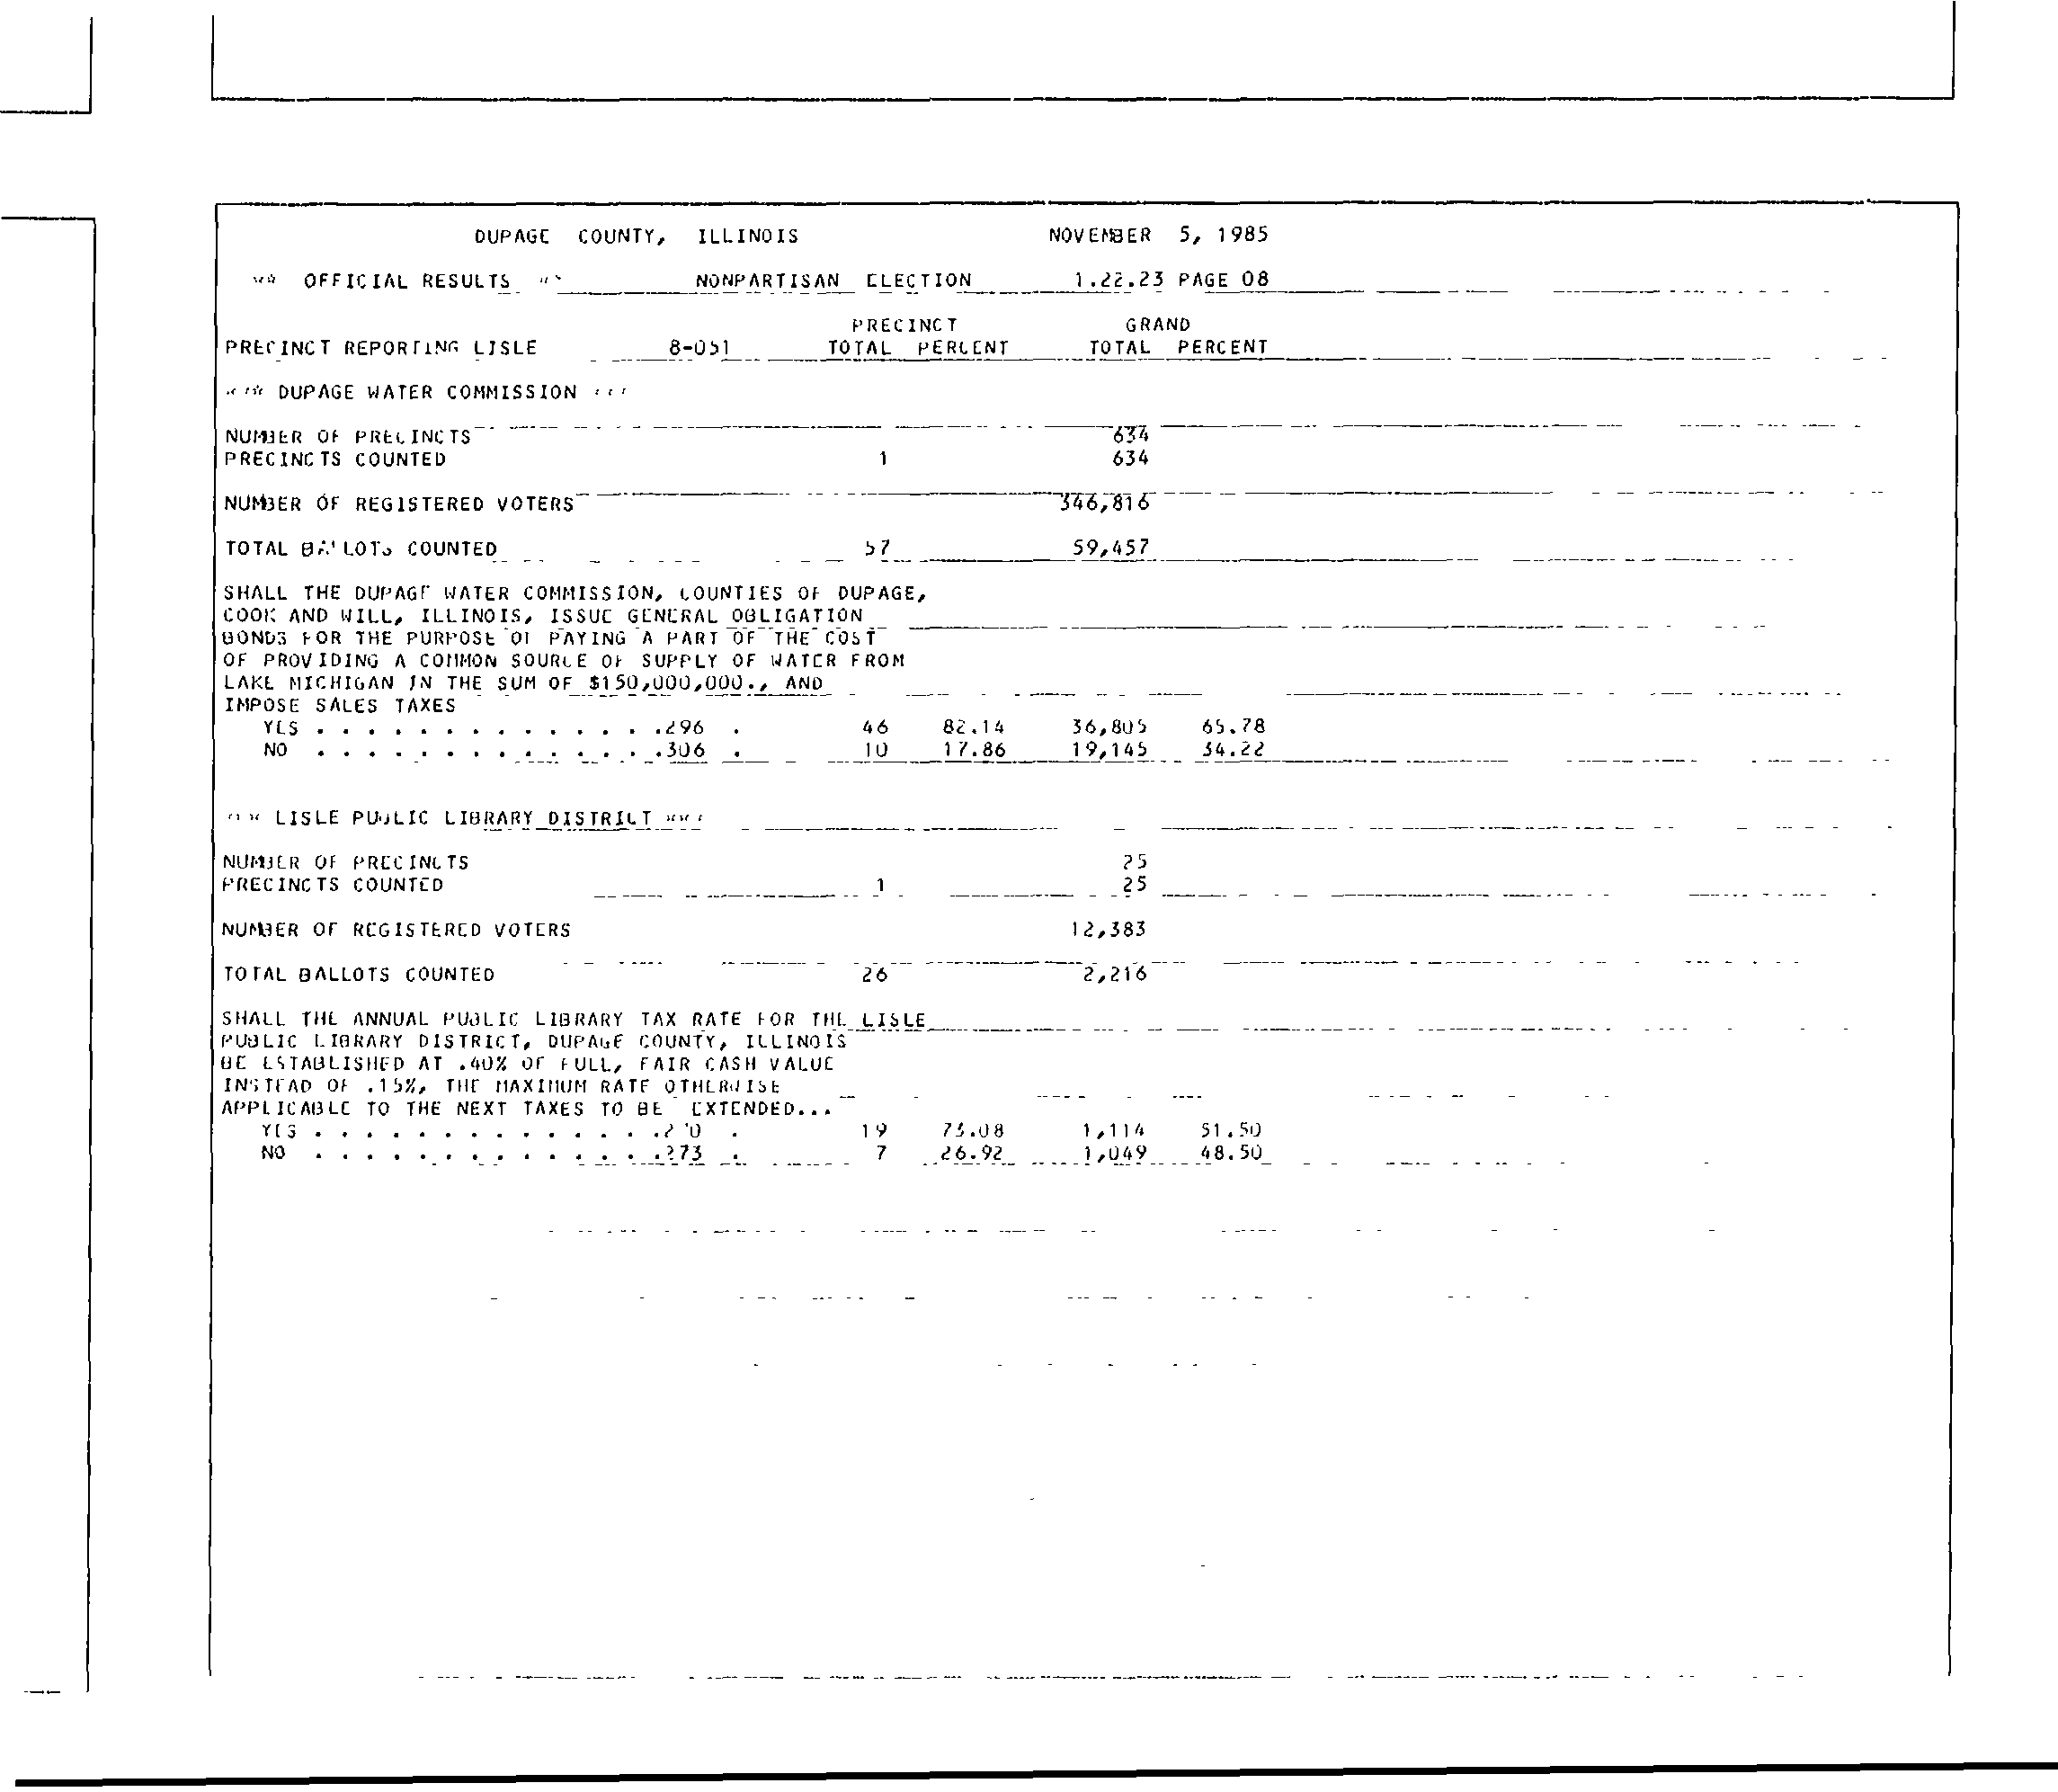 DUPAGE COUNTY, ILLINOIS NOVEMBER 5, 1985
** OFFICIAL RESULTS ** NONPARTISAN ELECTION 1.22.23 PAGE 08
PRECINCT GRAND
PRECINCT REPORTING LISLE 8-051 TOTAL PERCENT TOTAL PERCENT
*** DUPAGE WATER COMMISSION ***
NUMBER OF PRECINCTS 634
PRECINCTS COUNTED 1 634
NUMBER OF REGISTERED VOTERS 346,816
TOTAL BALLOTS COUNTED 57 59,457
SHALL THE DUPAGE WATER COMMISSION, COUNTIES OF DUPAGE,
COOK AND WILL, ILLINOIS, ISSUE GENERAL OBLIGATION
BONDS FOR THE PURPOSE OF PAYING A PART OF THE COST
OF PROVIDING A COMMON SOURCE OF SUPPLY OF WATER FROM
LAKE MICHIGAN IN THE SUM OF $150,000,000., AND
IMPOSE SALES TAXES
YES . . . . . . . . . . . . . .296 . 46 82.14 36,805 65.78
NO . . . . . . . . . . . . . .306 . 10 17.86 19,145 34.22
*** LISLE PUBLIC LIBRARY DISTRICT ***
NUMBER OF PRECINCTS 25
PRECINCTS COUNTED 1 25
NUMBER OF REGISTERED VOTERS 12,383
TOTAL BALLOTS COUNTED 26 2,216
SHALL THE ANNUAL PUBLIC LIBRARY TAX RATE FOR THE LISLE
PUBLIC LIBRARY DISTRICT, DUPAGE COUNTY, ILLINOIS
BE ESTABLISHED AT .40% OF FULL, FAIR CASH VALUE
INSTEAD OF .15%, THE MAXIMUM RATE OTHERWISE
APPLICABLE TO THE NEXT TAXES TO BE EXTENDED...
YES . . . . . . . . . . . . . . 19 73.08 1,114 51.50
NO . . . . . . . . . . . . . .273 . 7 26.92 1,049 48.50